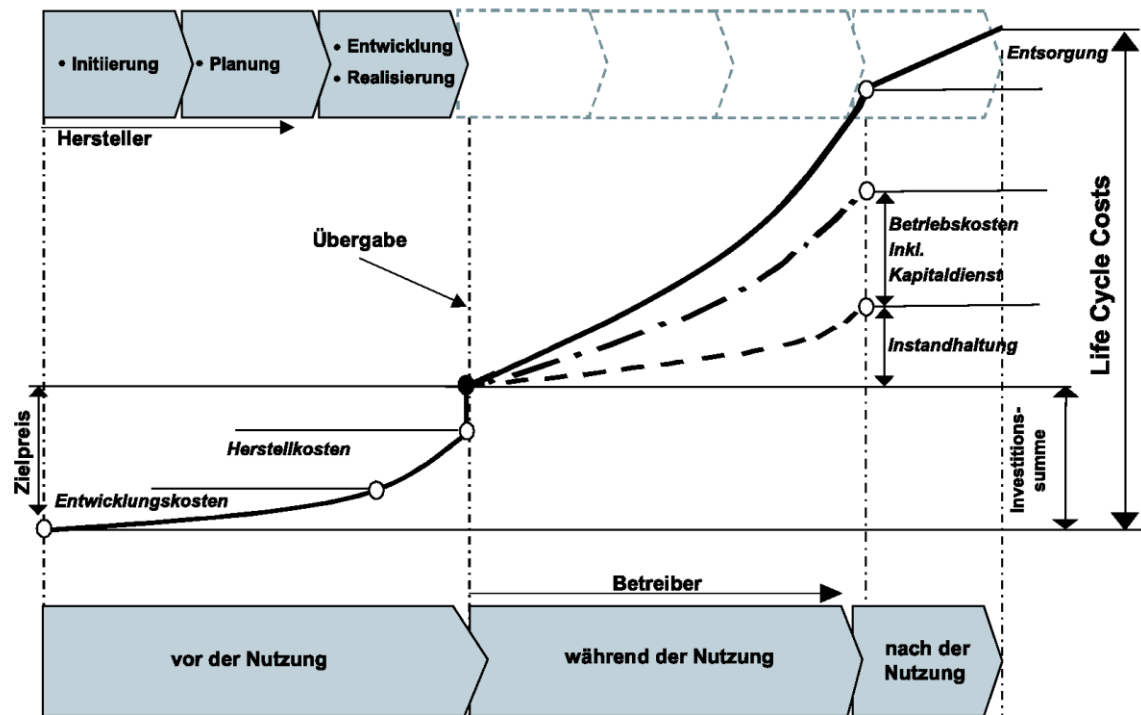 • Initiierung
• Planung
• Entwicklung
• Realisierung
Entsorgung
Hersteller
Übergabe
Betriebskosten
Inkl.
Kapitaldienst
Instandhaltung
Life Cycle Costs
Zielpreis
Herstellkosten
Entwicklungskosten
Investitions-
summe
Betreiber
vor der Nutzung
während der Nutzung
nach der
Nutzung